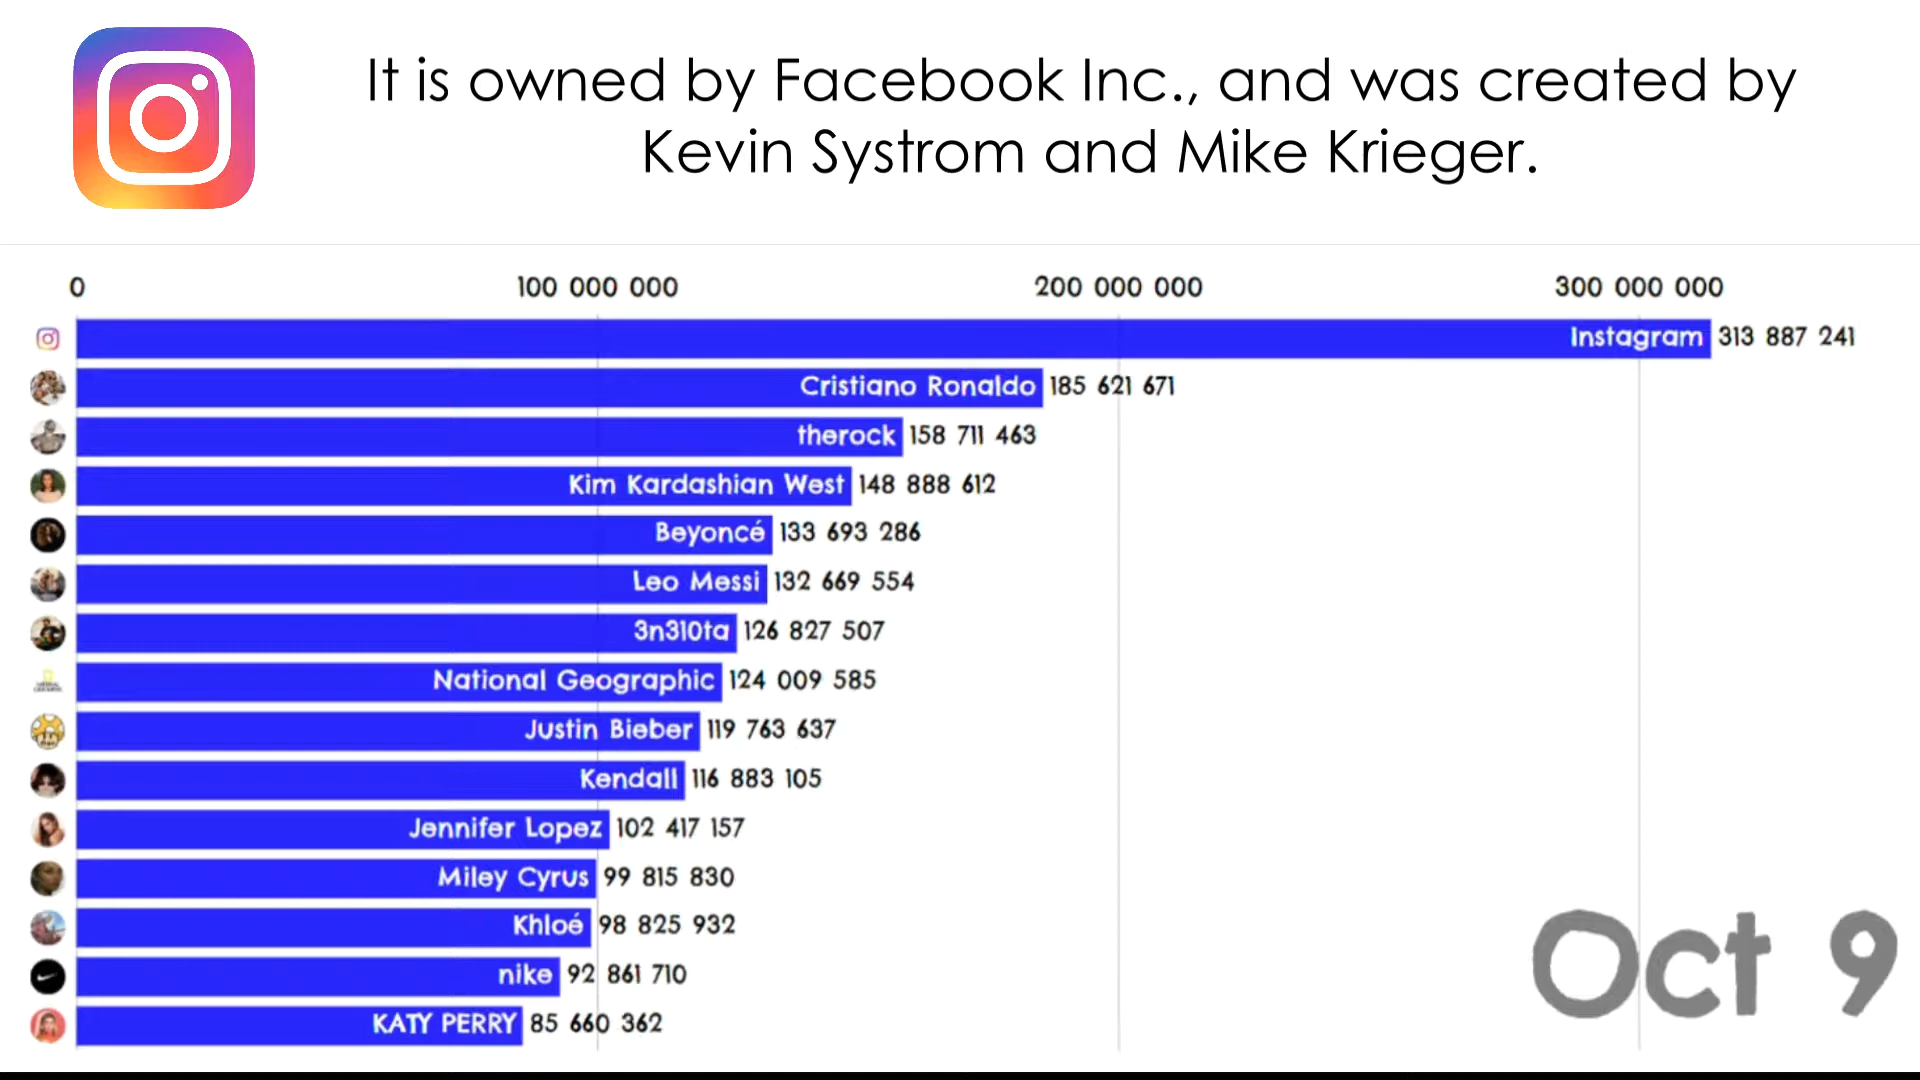 It is owned by Facebook Inc., and was created by
Kevin Systrom and Mike Krieger.
0 100 000 000 200 000 000 300 000 000
Instagram 313 887 241
Cristiano Ronaldo 185 621 671
therock 158 711 463
Kim Kardashian West 148 888 612
Beyoncé 133 693 286
Leo Messi 132 669 554
3n310ta 126 827 507
National Geographic 124 009 585
Justin Bieber 119 763 637
Kendall 116 883 105
Jennifer Lopez 102 417 157
Miley Cyrus 99 815 830
Khloé 98 825 932
nike 92 861 710
KATY PERRY 85 660 362
Oct 9